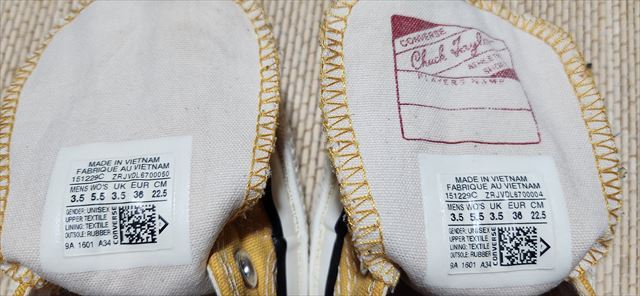 MADE IN VIETNAM
FABRIQUE AU VIETNAM
151229C ZRJVDL6700050
MENS WO'S UK EUR CM
3.5 5.5 3.5 36 22.5
GENDER: UNISEX
UPPER: TEXTILE
LINING: TEXTILE
OUTSOLE: RUBBER
CONVERSE
9A 1601 A34
CONVERSE
Chuck Taylor
ATHLETIC
SHOES
PLAYERS NAME
MADE IN VIETNAM
FABRIQUE AU VIETNAM
151229C ZRJVDL6700004
MENS WO'S UK EUR CM
3.5 5.5 3.5 36 22.5
GENDER: UNISEX
UPPER: TEXTILE
LINING: TEXTILE
OUTSOLE: RUBBER
CONVERSE
9A 1601 A34